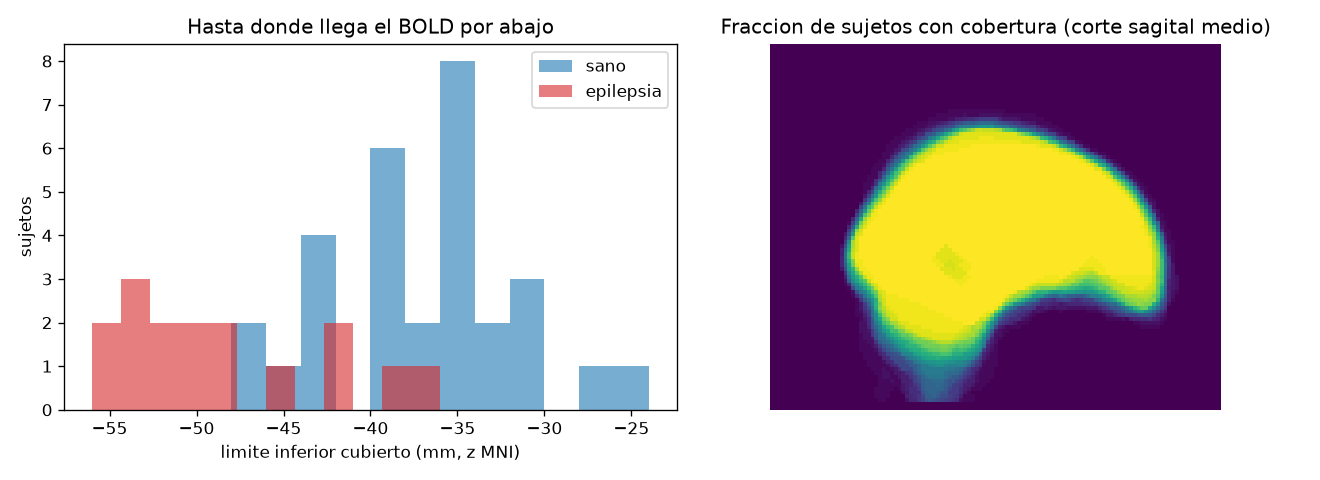 Hasta donde llega el BOLD por abajo
8
7
6
5
4
3
2
1
0
sujetos
sano
epilepsia
−55 −50 −45 −40 −35 −30 −25
limite inferior cubierto (mm, z MNI)
Fraccion de sujetos con cobertura (corte sagital medio)